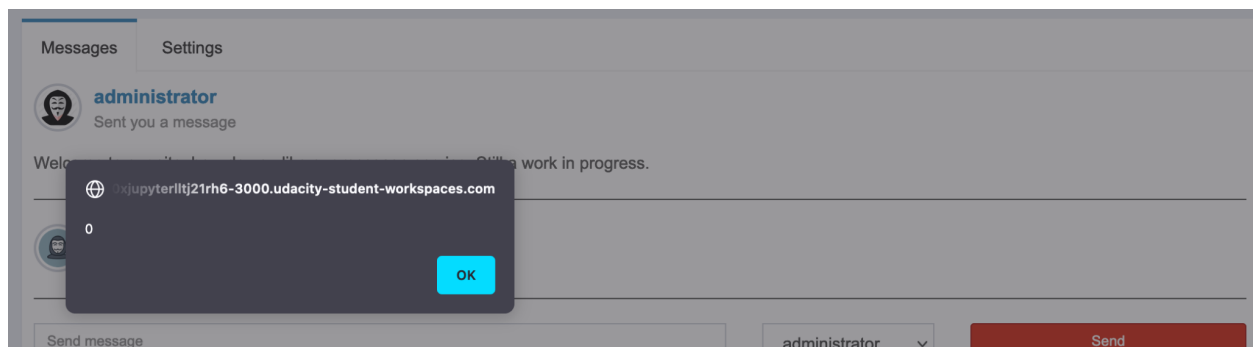 Messages Settings
administrator
Sent you a message
work in progress.
xjupyterlltj21rh6-3000.udacity-student-workspaces.com
0
OK
Send message administrator Send